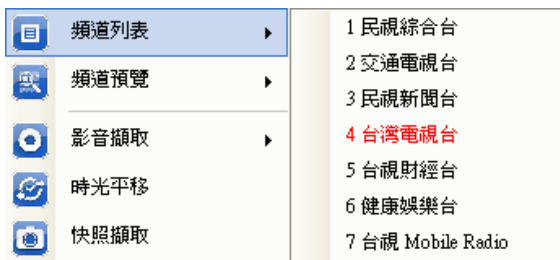 頻道列表
頻道預覽
影音擷取
時光平移
快照擷取
1 民視綜合台
2 交通電視台
3 民視新聞台
4 台灣電視台
5 台視財經台
6 健康娛樂台
7 台視 Mobile Radio